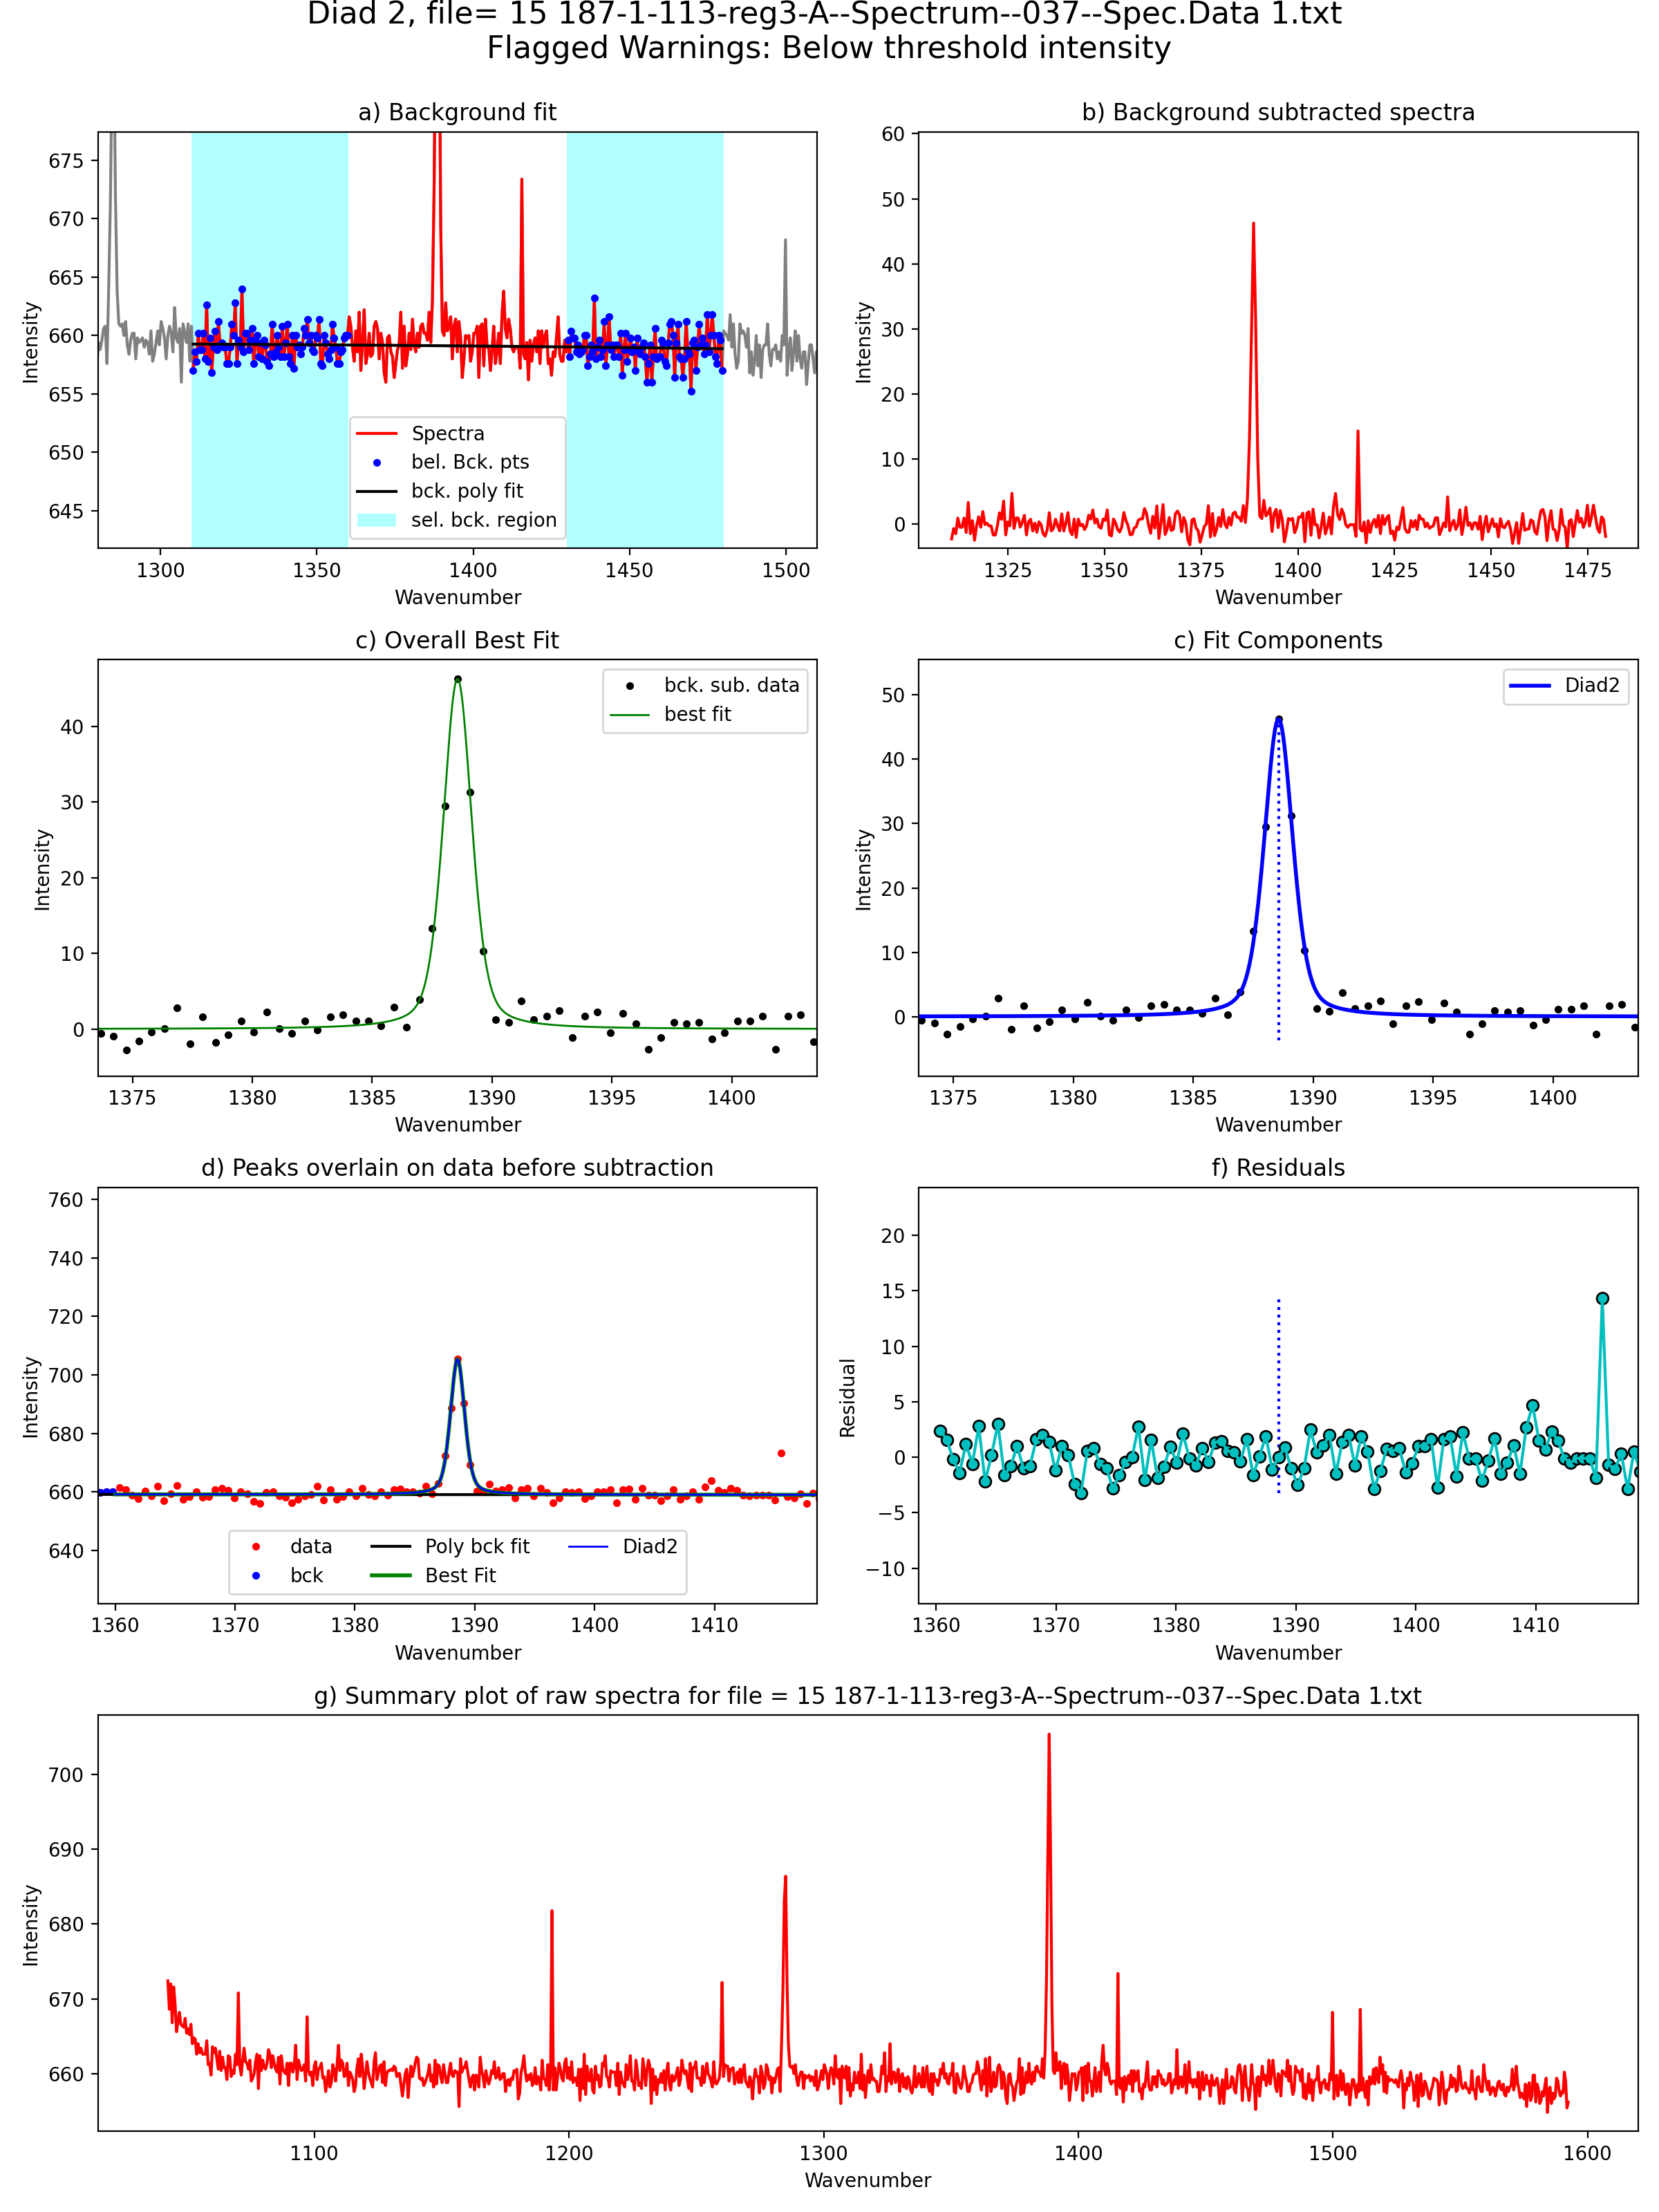 Diad 2, file= 15 187-1-113-reg3-A--Spectrum--037--Spec.Data 1.txt
Flagged Warnings: Below threshold intensity
a) Background fit
675
670
665
660
655
650
645
Intensity
Spectra
bel. Bck. pts
bck. poly fit
sel. bck. region
1300 1350 1400 1450 1500
Wavenumber
b) Background subtracted spectra
60
50
40
30
20
10
0
Intensity
1325 1350 1375 1400 1425 1450 1475
Wavenumber
c) Overall Best Fit
bck. sub. data
best fit
40
30
20
10
0
Intensity
1375 1380 1385 1390 1395 1400
Wavenumber
c) Fit Components
Diad2
50
40
30
20
10
0
Intensity
1375 1380 1385 1390 1395 1400
Wavenumber
d) Peaks overlain on data before subtraction
760
740
720
700
680
660
640
Intensity
data Poly bck fit Diad2
bck Best Fit
1360 1370 1380 1390 1400 1410
Wavenumber
f) Residuals
20
15
10
5
0
−5
−10
Residual
1360 1370 1380 1390 1400 1410
Wavenumber
g) Summary plot of raw spectra for file = 15 187-1-113-reg3-A--Spectrum--037--Spec.Data 1.txt
700
690
680
670
660
Intensity
1100 1200 1300 1400 1500 1600
Wavenumber